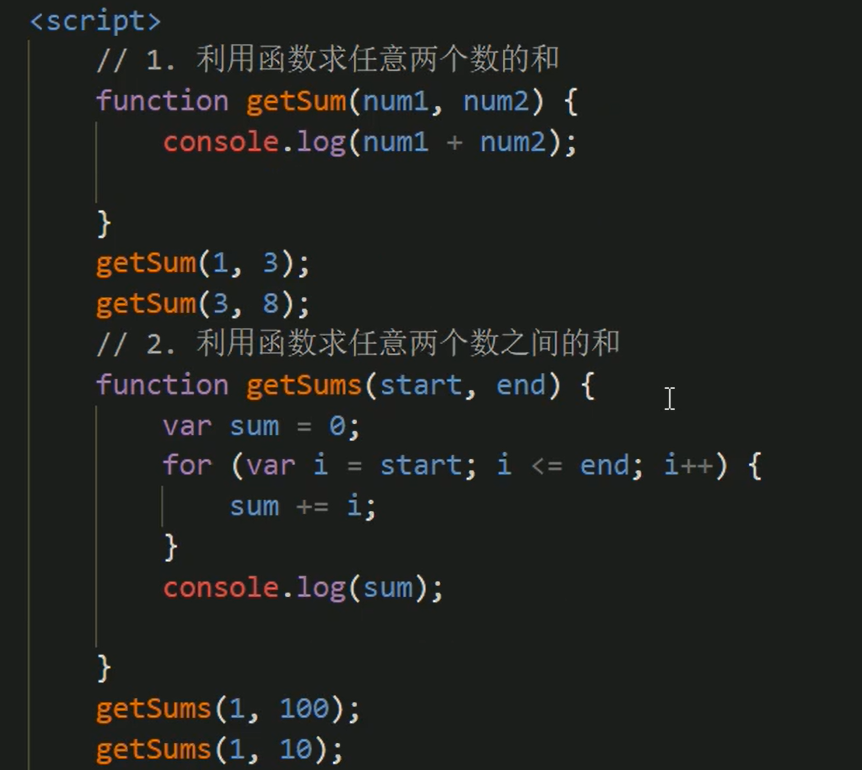 <script>
// 1. 利用函数求任意两个数的和
function getSum(num1, num2) {
console.log(num1 + num2);
}
getSum(1, 3);
getSum(3, 8);
// 2. 利用函数求任意两个数之间的和
function getSums(start, end) {
var sum = 0;
for (var i = start; i <= end; i++) {
sum += i;
}
console.log(sum);
}
getSums(1, 100);
getSums(1, 10);